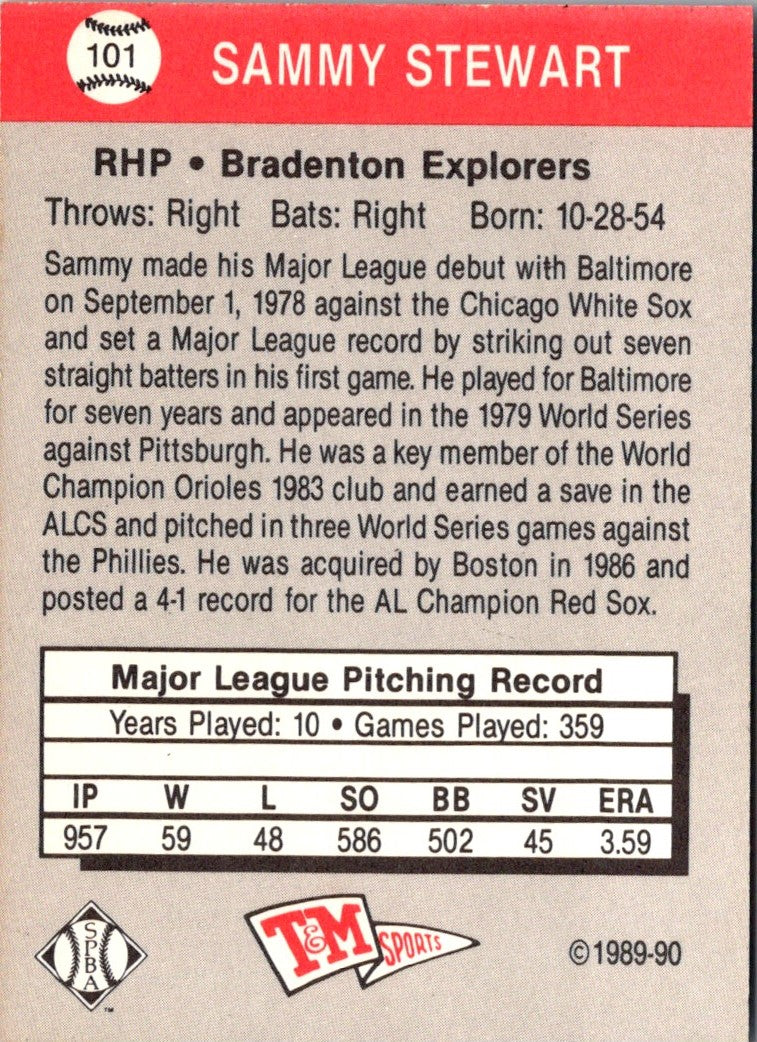 101
SAMMY STEWART
RHP • Bradenton Explorers
Throws: Right Bats: Right Born: 10-28-54
Sammy made his Major League debut with Baltimore
on September 1, 1978 against the Chicago White Sox
and set a Major League record by striking out seven
straight batters in his first game. He played for Baltimore
for seven years and appeared in the 1979 World Series
against Pittsburgh. He was a key member of the World
Champion Orioles 1983 club and earned a save in the
ALCS and pitched in three World Series games against
the Phillies. He was acquired by Boston in 1986 and
posted a 4-1 record for the AL Champion Red Sox.
Major League Pitching Record
Years Played: 10 • Games Played: 359
IP W L SO BB SV ERA
957 59 48 586 502 45 3.59
SPBA
TM
T&M SPORTS
©1989-90